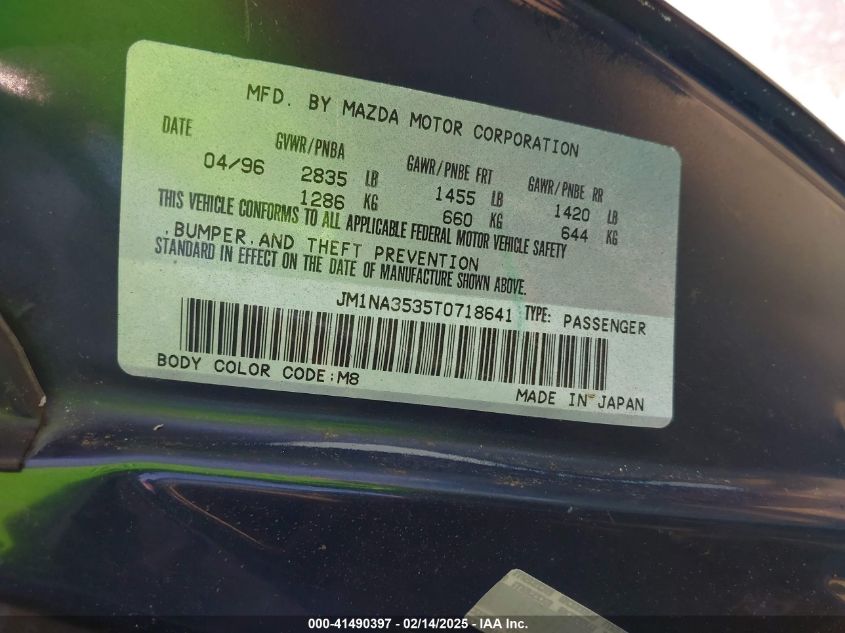 MFD. BY MAZDA MOTOR CORPORATION
DATE GVWR/PNBA GAWR/PNBE FRT GAWR/PNBE RR
04/96 2835 LB 1455 LB 1420 LB
1286 KG 660 KG 644 KG
THIS VEHICLE CONFORMS TO ALL APPLICABLE FEDERAL MOTOR VEHICLE SAFETY
, BUMPER, AND THEFT PREVENTION
STANDARD IN EFFECT ON THE DATE OF MANUFACTURE SHOWN ABOVE.
JM1NA3535T0718641 TYPE: PASSENGER
BODY COLOR CODE:M8
MADE IN JAPAN
000-41490397 - 02/14/2025 - IAA Inc.